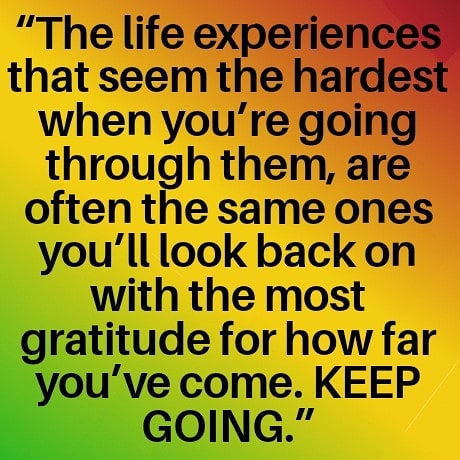 “The life experiences
that seem the hardest
when you’re going
through them, are
often the same ones
you’ll look back on
with the most
gratitude for how far
you’ve come. KEEP
GOING.”